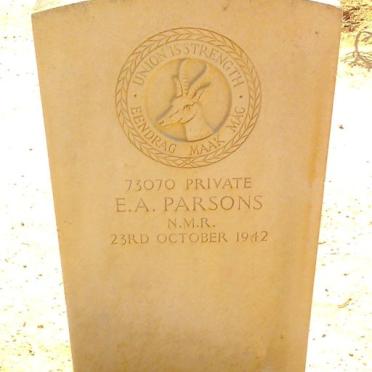 UNION IS STRENGTH
EENDRAG MAAK MAG
73070 PRIVATE
E.A. PARSONS
N.M.R.
23RD OCTOBER 1942